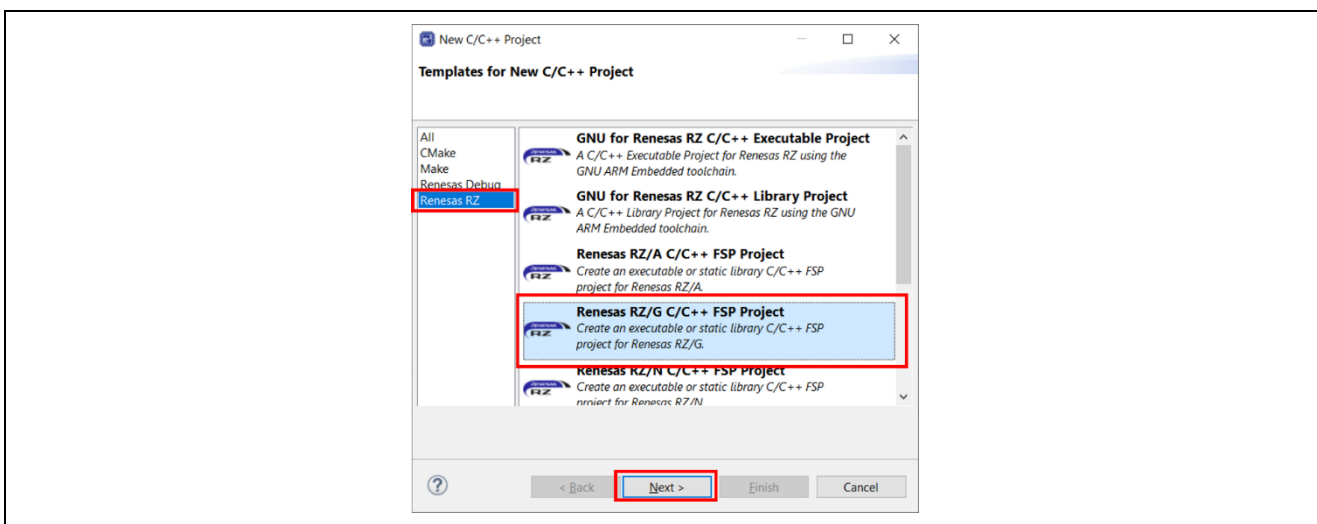 New C/C++ Project
Templates for New C/C++ Project
All
CMake
Make
Renesas Debug
Renesas RZ
GNU for Renesas RZ C/C++ Executable Project
A C/C++ Executable Project for Renesas RZ using the
GNU ARM Embedded toolchain.
GNU for Renesas RZ C/C++ Library Project
A C/C++ Library Project for Renesas RZ using the GNU
ARM Embedded toolchain.
Renesas RZ/A C/C++ FSP Project
Create an executable or static library C/C++ FSP
project for Renesas RZ/A.
Renesas RZ/G C/C++ FSP Project
Create an executable or static library C/C++ FSP
project for Renesas RZ/G.
Renesas RZ/N C/C++ FSP Project
Create an executable or static library C/C++ FSP
project for Renesas RZ/N
RZ
RZ
RZ
RZ
RZ
? < Back Next > Finish Cancel